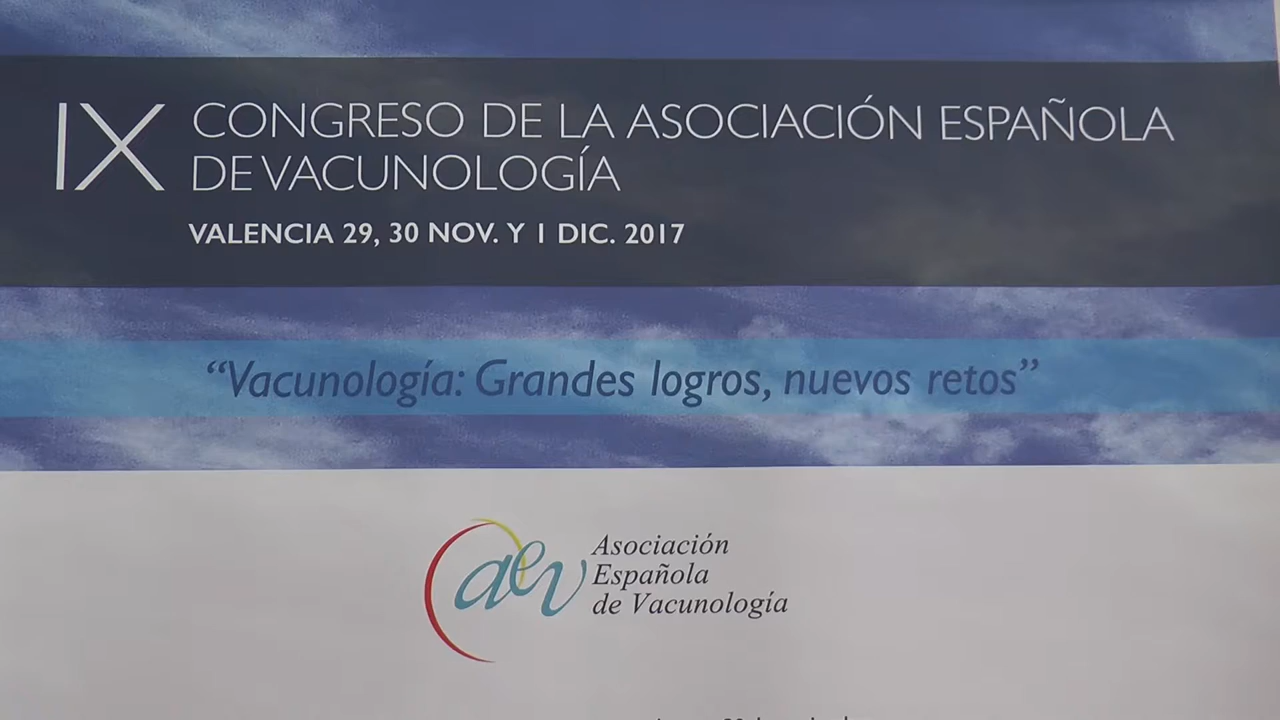 IX CONGRESO DE LA ASOCIACIÓN ESPAÑOLA
DE VACUNOLOGÍA
VALENCIA 29, 30 NOV. Y 1 DIC. 2017
“Vacunología: Grandes logros, nuevos retos”
aev
Asociación
Española
de Vacunología